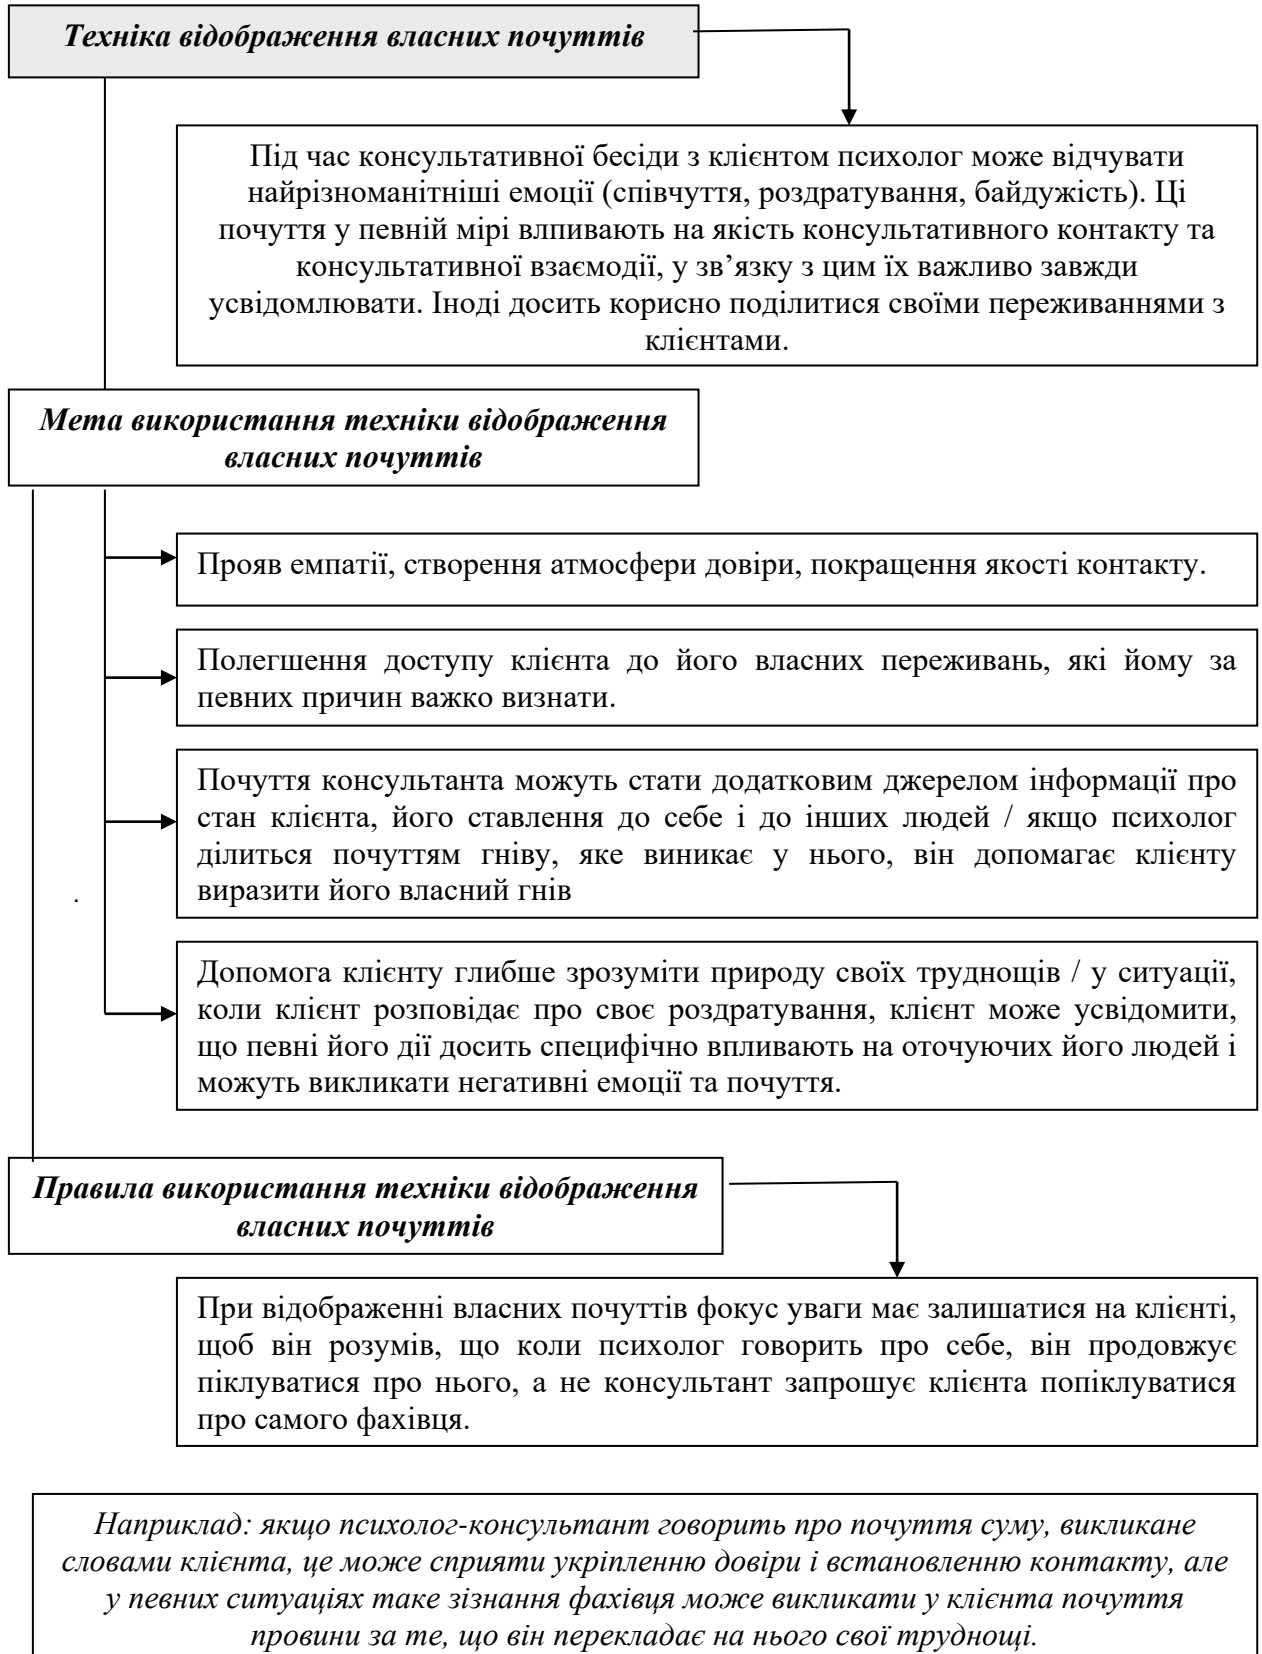 Техніка відображення власних почуттів
Під час консультативної бесіди з клієнтом психолог може відчувати
найрізноманітніші емоції (співчуття, роздратування, байдужість). Ці
почуття у певній мірі влпивають на якість консультативного контакту та
консультативної взаємодії, у зв’язку з цим їх важливо завжди
усвідомлювати. Іноді досить корисно поділитися своїми переживаннями з
клієнтами.
Мета використання техніки відображення
власних почуттів
Прояв емпатії, створення атмосфери довіри, покращення якості контакту.
Полегшення доступу клієнта до його власних переживань, які йому за
певних причин важко визнати.
Почуття консультанта можуть стати додатковим джерелом інформації про
стан клієнта, його ставлення до себе і до інших людей / якщо психолог
ділиться почуттям гніву, яке виникає у нього, він допомагає клієнту
виразити його власний гнів
.
Допомога клієнту глибше зрозуміти природу своїх труднощів / у ситуації,
коли клієнт розповідає про своє роздратування, клієнт може усвідомити,
що певні його дії досить специфічно впливають на оточуючих його людей і
можуть викликати негативні емоції та почуття.
Правила використання техніки відображення
власних почуттів
При відображенні власних почуттів фокус уваги має залишатися на клієнті,
щоб він розумів, що коли психолог говорить про себе, він продовжує
піклуватися про нього, а не консультант запрошує клієнта попіклуватися
про самого фахівця.
Наприклад: якщо психолог-консультант говорить про почуття суму, викликане
словами клієнта, це може сприяти укріпленню довіри і встановленню контакту, але
у певних ситуаціях таке зізнання фахівця може викликати у клієнта почуття
провини за те, що він перекладає на нього свої труднощі.